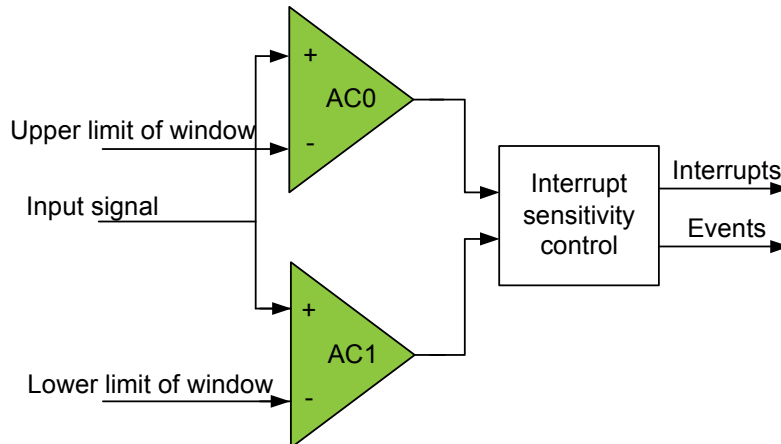 +
AC0
-
Upper limit of window
Input signal
+
AC1
-
Lower limit of window
Interrupt
sensitivity
control
Interrupts
Events